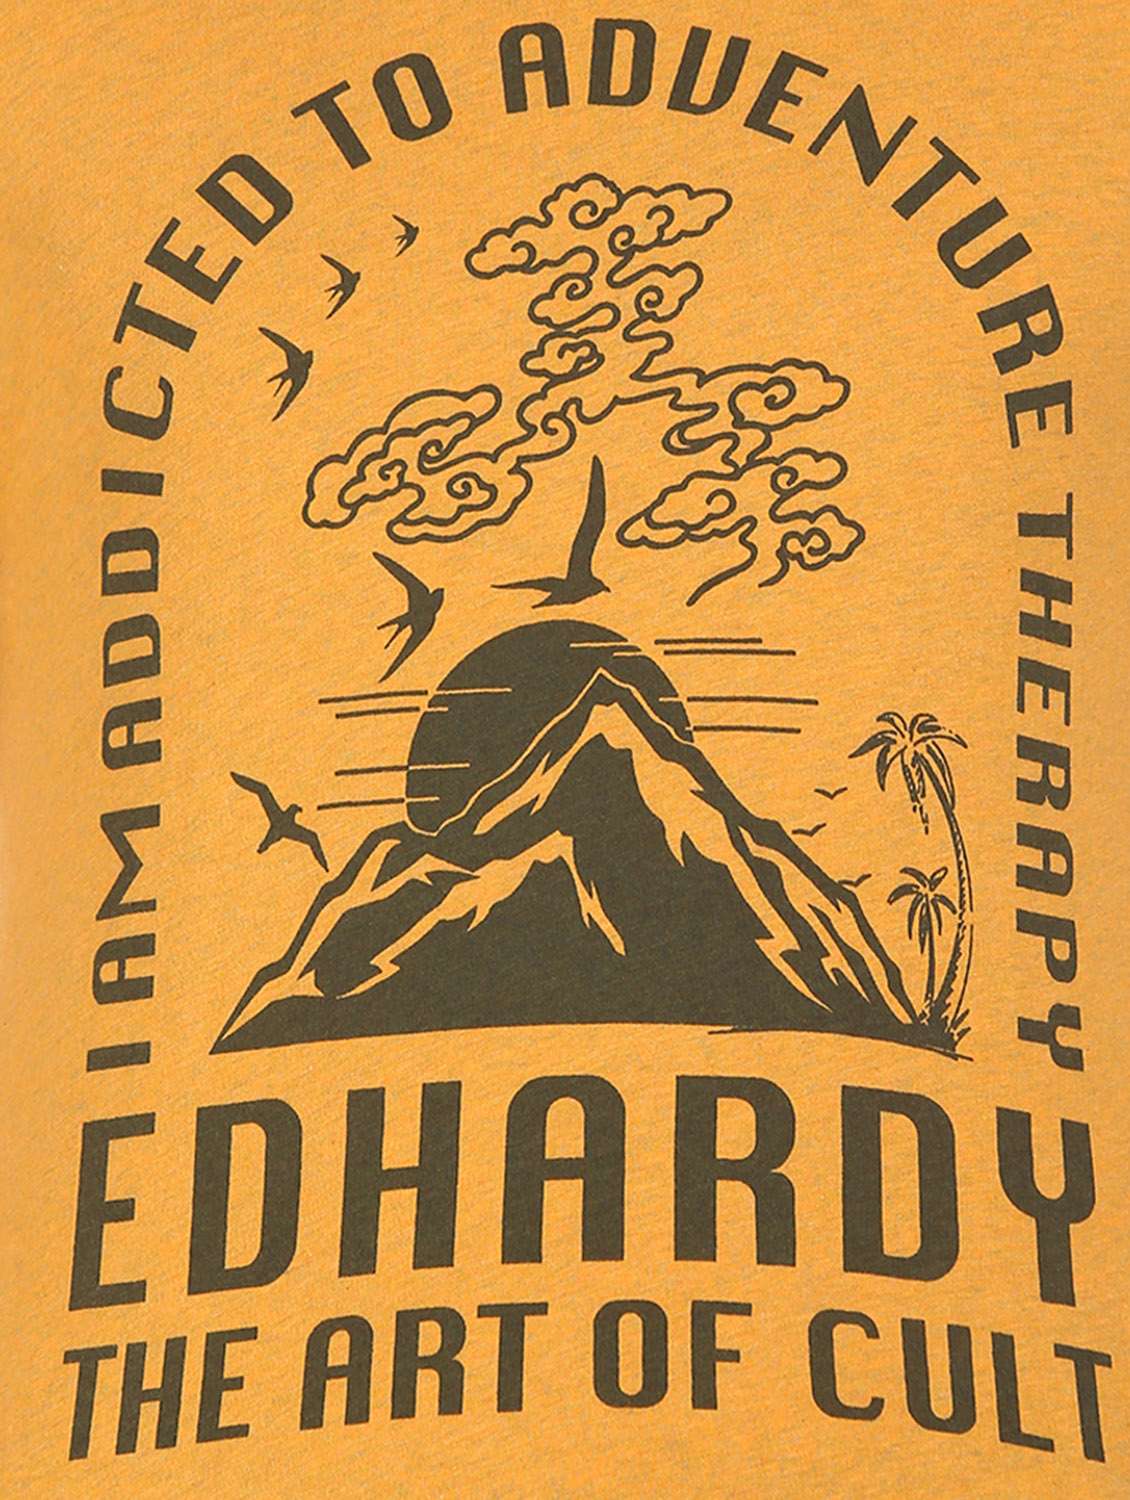 I AM ADDICTED TO ADVENTURE THERAPY
EDHARDY
THE ART OF CULT